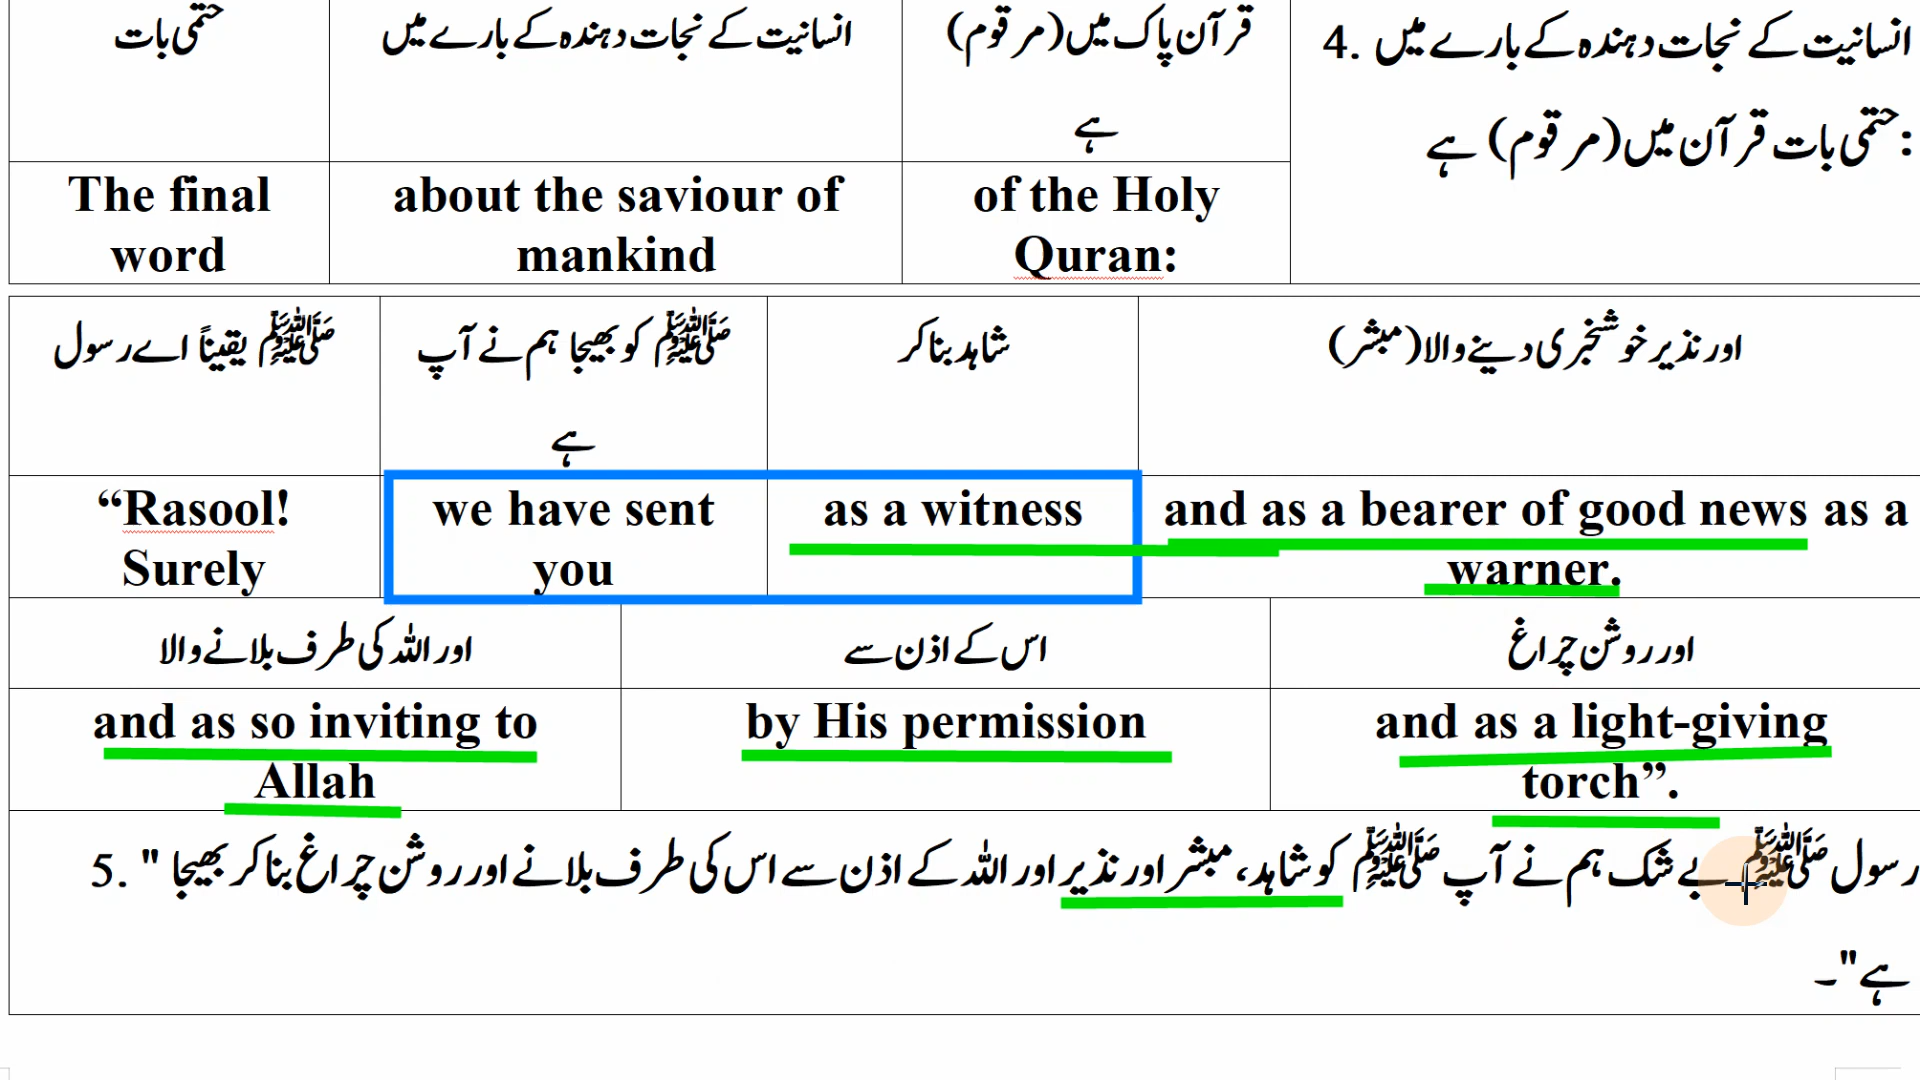 حتمی بات
انسانیت کے نجات دہندہ کے بارے میں
قرآن پاک میں (مرقوم)
ہے
4. انسانیت کے نجات دہندہ کے بارے میں
حتمی بات قرآن میں (مرقوم) ہے:
The final
word
about the saviour of
mankind
of the Holy
Quran:
ﷺ یقیناً اے رسول
ﷺ کو بھیجا ہم نے آپ
ہے
شاہد بنا کر
اور نذیر خوشخبری دینے والا (مبشر)
“Rasool!
Surely
we have sent
you
as a witness
and as a bearer of good news as a
warner.
اور اللہ کی طرف بلانے والا
اس کے اذن سے
اور روشن چراغ
and as so inviting to
Allah
by His permission
and as a light-giving
torch”.
رسول ﷺ بے شک ہم نے آپ ﷺ کو شاہد، مبشر اور نذیر اور اللہ کے اذن سے اس کی طرف بلانے اور روشن چراغ بنا کر بھیجا " .5
ہے"۔